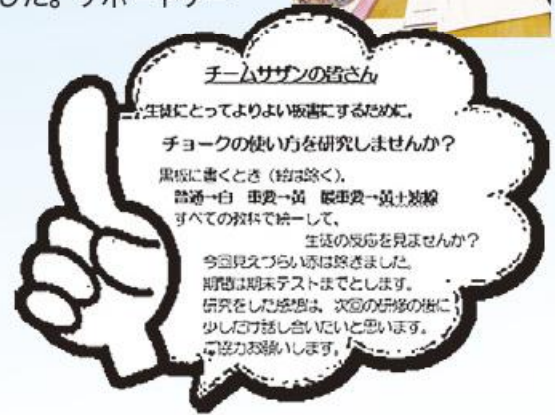 した。サポートリー
チームサザンの皆さん
生徒にとってよりよい板書にするために、
チョークの使い方を研究しませんか？
黒板に書くとき（絵は除く）、
普通→白　重要→黄　最重要→黄+波線
すべての教科で統一して、
生徒の反応を見ませんか？
今回見えづらい赤は除きました。
期間は期末テストまでとします。
研究をした感想は、次回の研修の後に
少しだけ話し合いたいと思います。
ご協力お願いします。